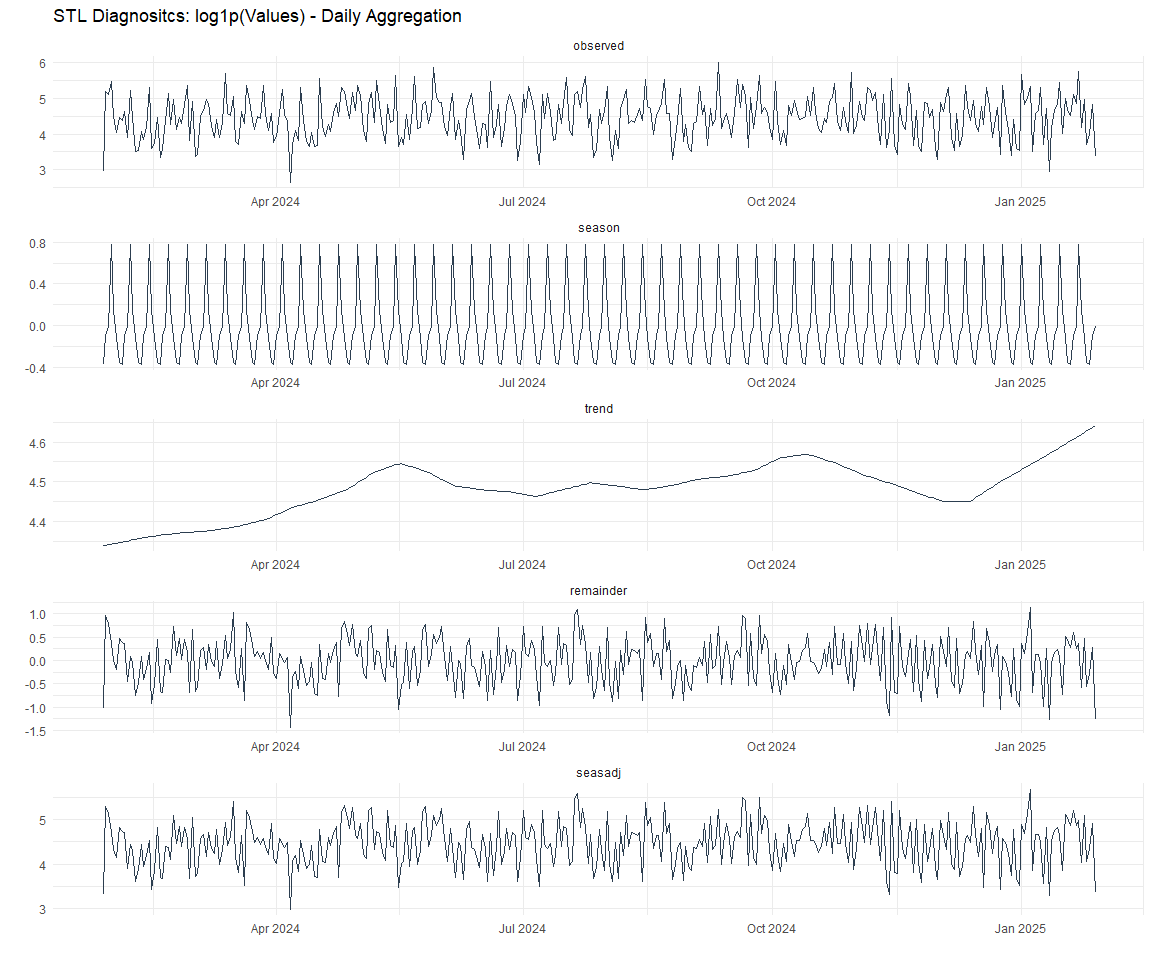 STL Diagnositcs: log1p(Values) - Daily Aggregation
observed
6
5
4
3
Apr 2024 Jul 2024 Oct 2024 Jan 2025
season
0.8
0.4
0.0
-0.4
Apr 2024 Jul 2024 Oct 2024 Jan 2025
trend
4.6
4.5
4.4
Apr 2024 Jul 2024 Oct 2024 Jan 2025
remainder
1.0
0.5
0.0
-0.5
-1.0
-1.5
Apr 2024 Jul 2024 Oct 2024 Jan 2025
seasadj
5
4
3
Apr 2024 Jul 2024 Oct 2024 Jan 2025